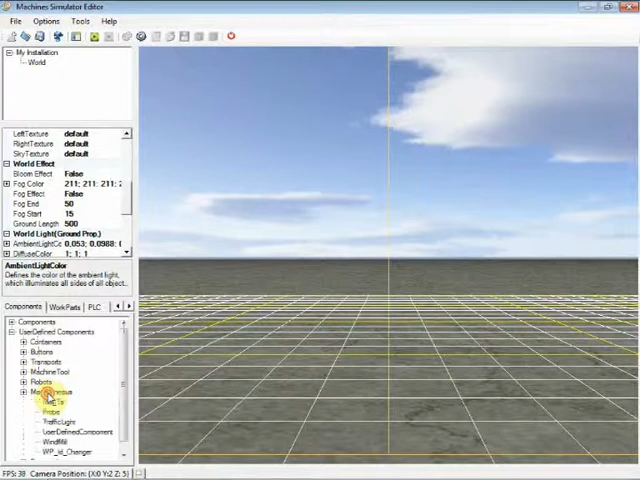 Machines Simulator Editor
File Options Tools Help
My Installation
World
LeftTexture default
RightTexture default
SkyTexture default
World Effect
Bloom Effect False
Fog Color 211; 211; 211; 2
Fog Effect False
Fog End 50
Fog Start 15
Ground Length 500
World Light(Ground Prop.)
AmbientLightCo 0,053; 0,0988; 0,
DiffuseColor 1; 1; 1
AmbientLightColor
Defines the color of the ambient light, which illuminates all sides of all object...
Components WorkParts PLC
Components
UserDefined Components
Containers
Buttons
Transports
MachineTool
Robots
Probe
TrafficLight
UserDefinedComponent
WindMill
WP_Id_Changer
FPS: 38 Camera Position: (X:0 Y:2 Z: 5)